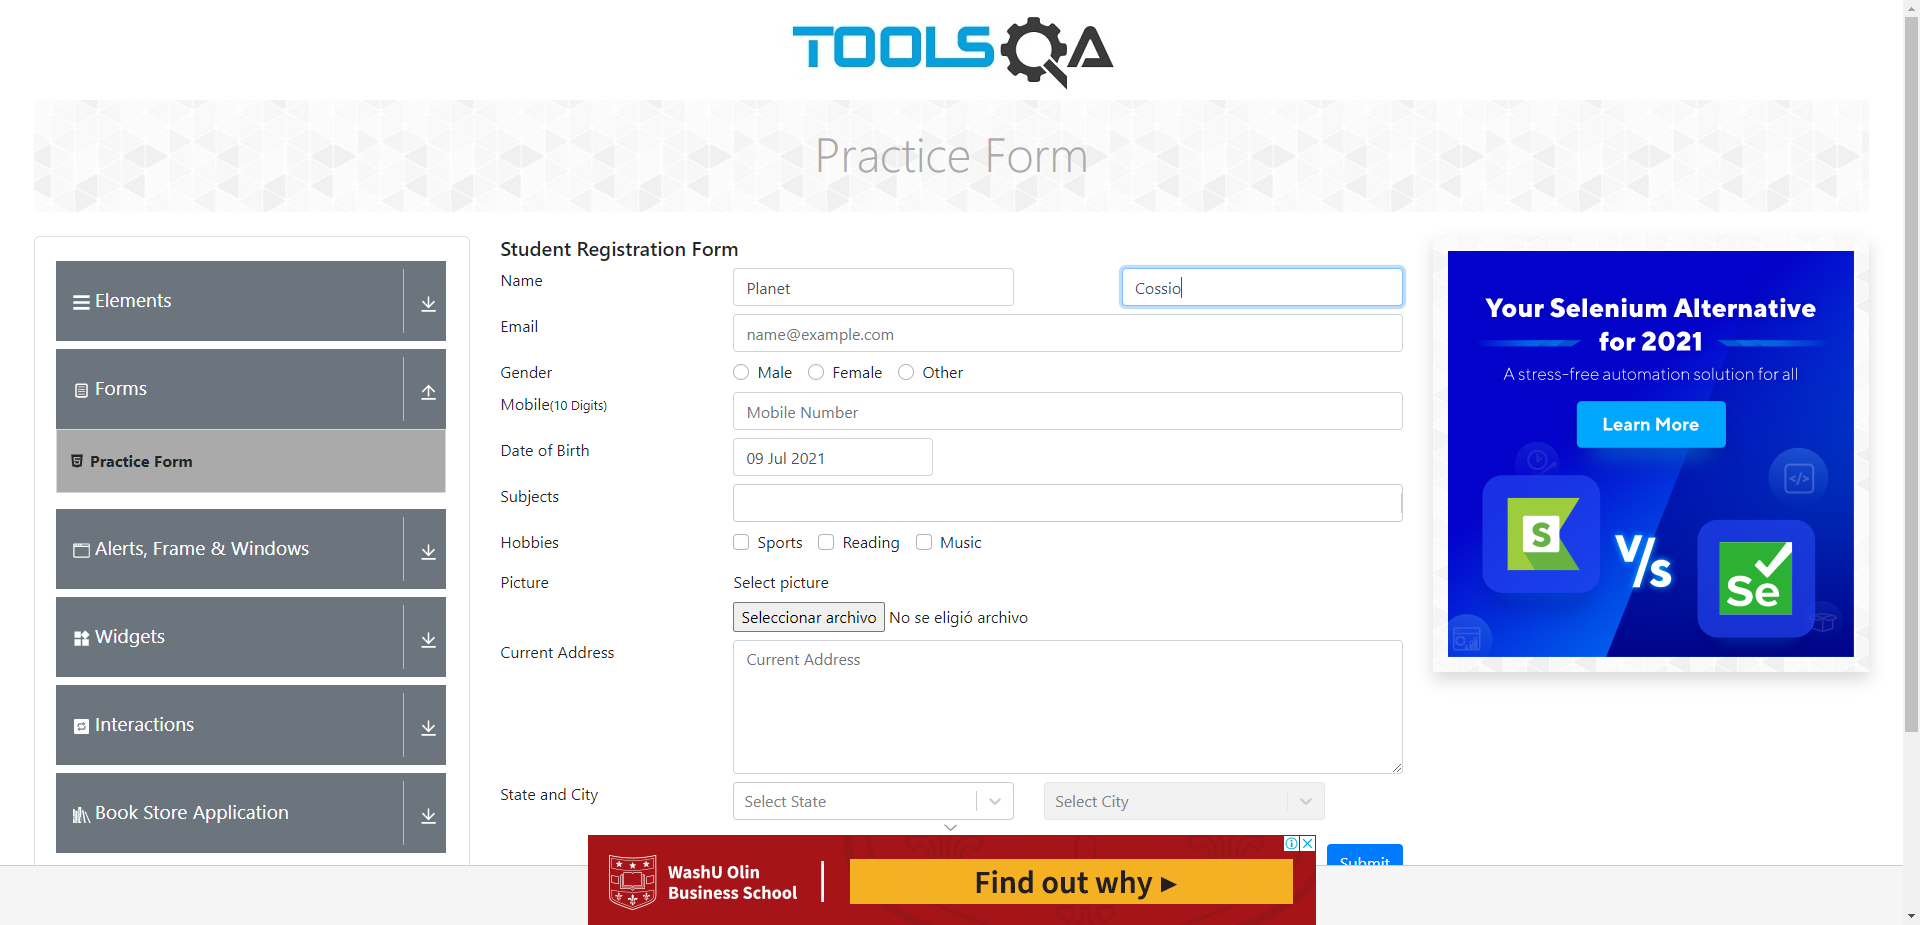 TOOLSQA
Practice Form
Elements
Forms
Practice Form
Alerts, Frame & Windows
Widgets
Interactions
Book Store Application
Student Registration Form
Name
Planet
Cossio
Email
name@example.com
Gender
Male
Female
Other
Mobile(10 Digits)
Mobile Number
Date of Birth
09 Jul 2021
Subjects
Hobbies
Sports
Reading
Music
Picture
Select picture
Seleccionar archivo
No se eligió archivo
Current Address
Current Address
State and City
Select State
Select City
Submit
Your Selenium Alternative
for 2021
A stress-free automation solution for all
Learn More
S
V/s
Se
WashU Olin
Business School
Find out why ▸